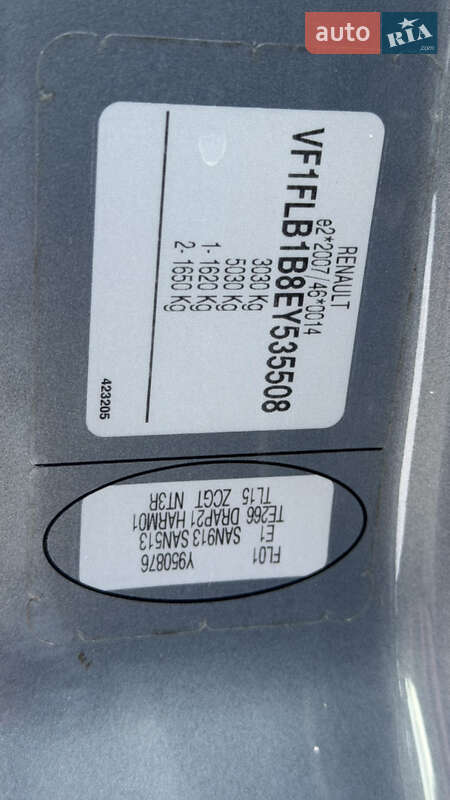 auto RIA .com
RENAULT
e2*2007/46*0014
VF1FLB1B8EY535508
3030 Kg
5030 Kg
1- 1620 Kg
2- 1650 Kg
423205
FL01 Y950876
E1 SAN913 SAN513
TE266 DRAP21 HARM01
TL15 ZCGT NT3R